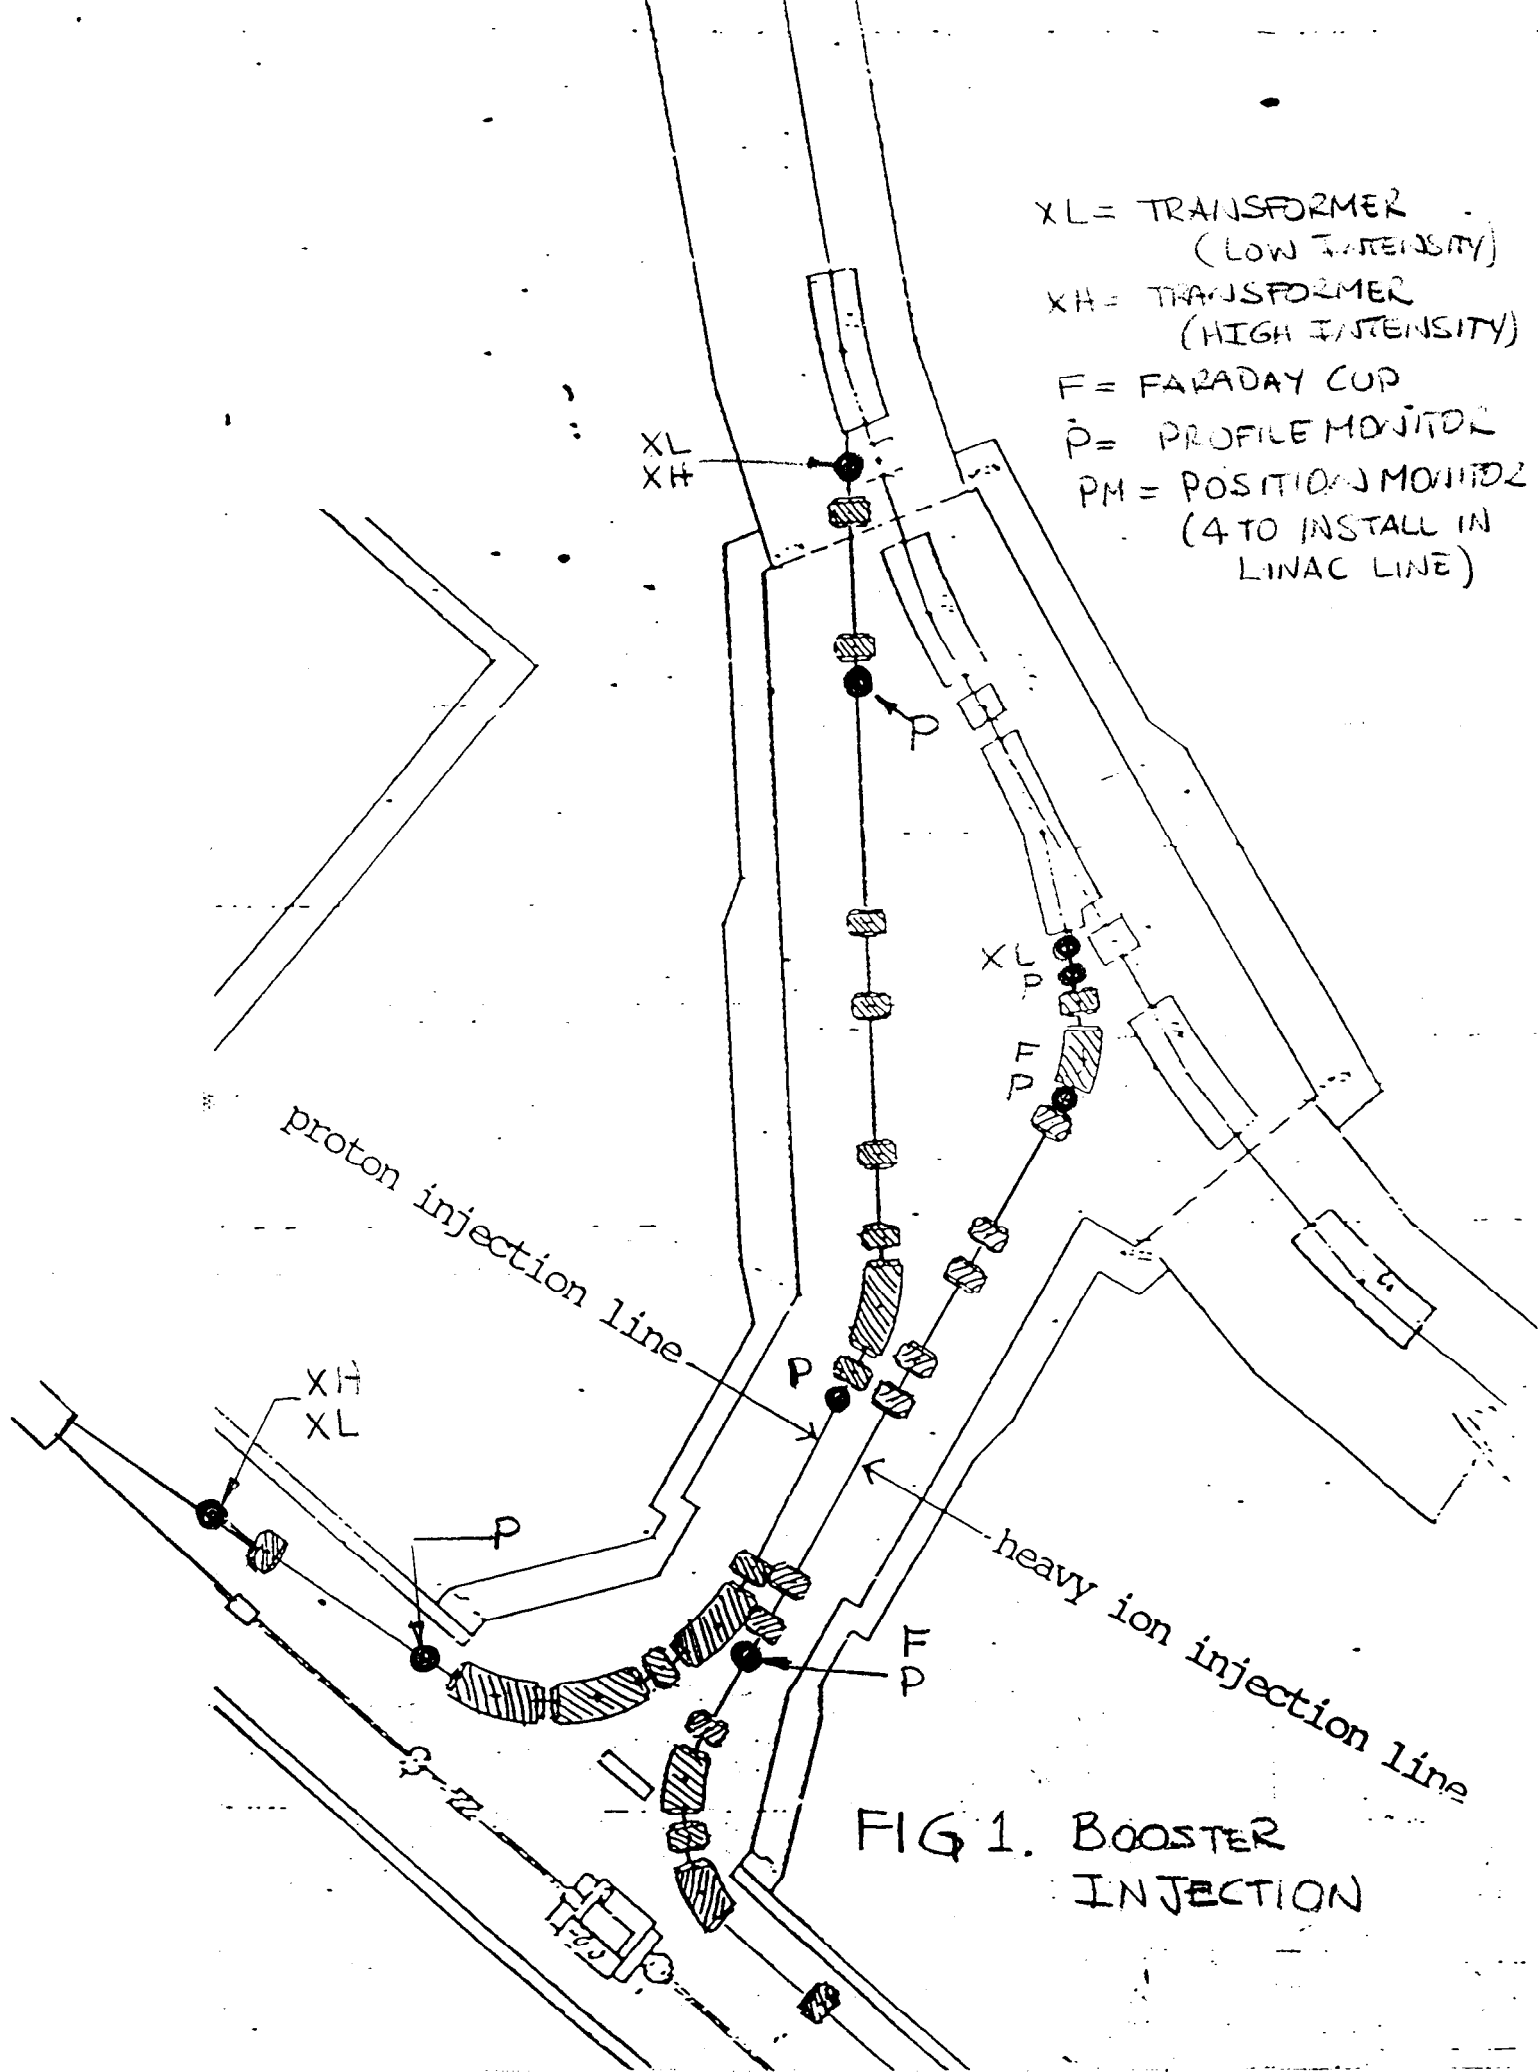 XL = TRANSFORMER
(LOW INTENSITY)
XH = TRANSFORMER
(HIGH INTENSITY)
F = FARADAY CUP
P = PROFILE MONITOR
PM = POSITION MONITOR
(4 TO INSTALL IN
LINAC LINE)
XL
XH
P
XL
P
F
P
proton injection line
P
XH
XL
P
heavy ion injection line
F
P
FIG 1. BOOSTER
INJECTION